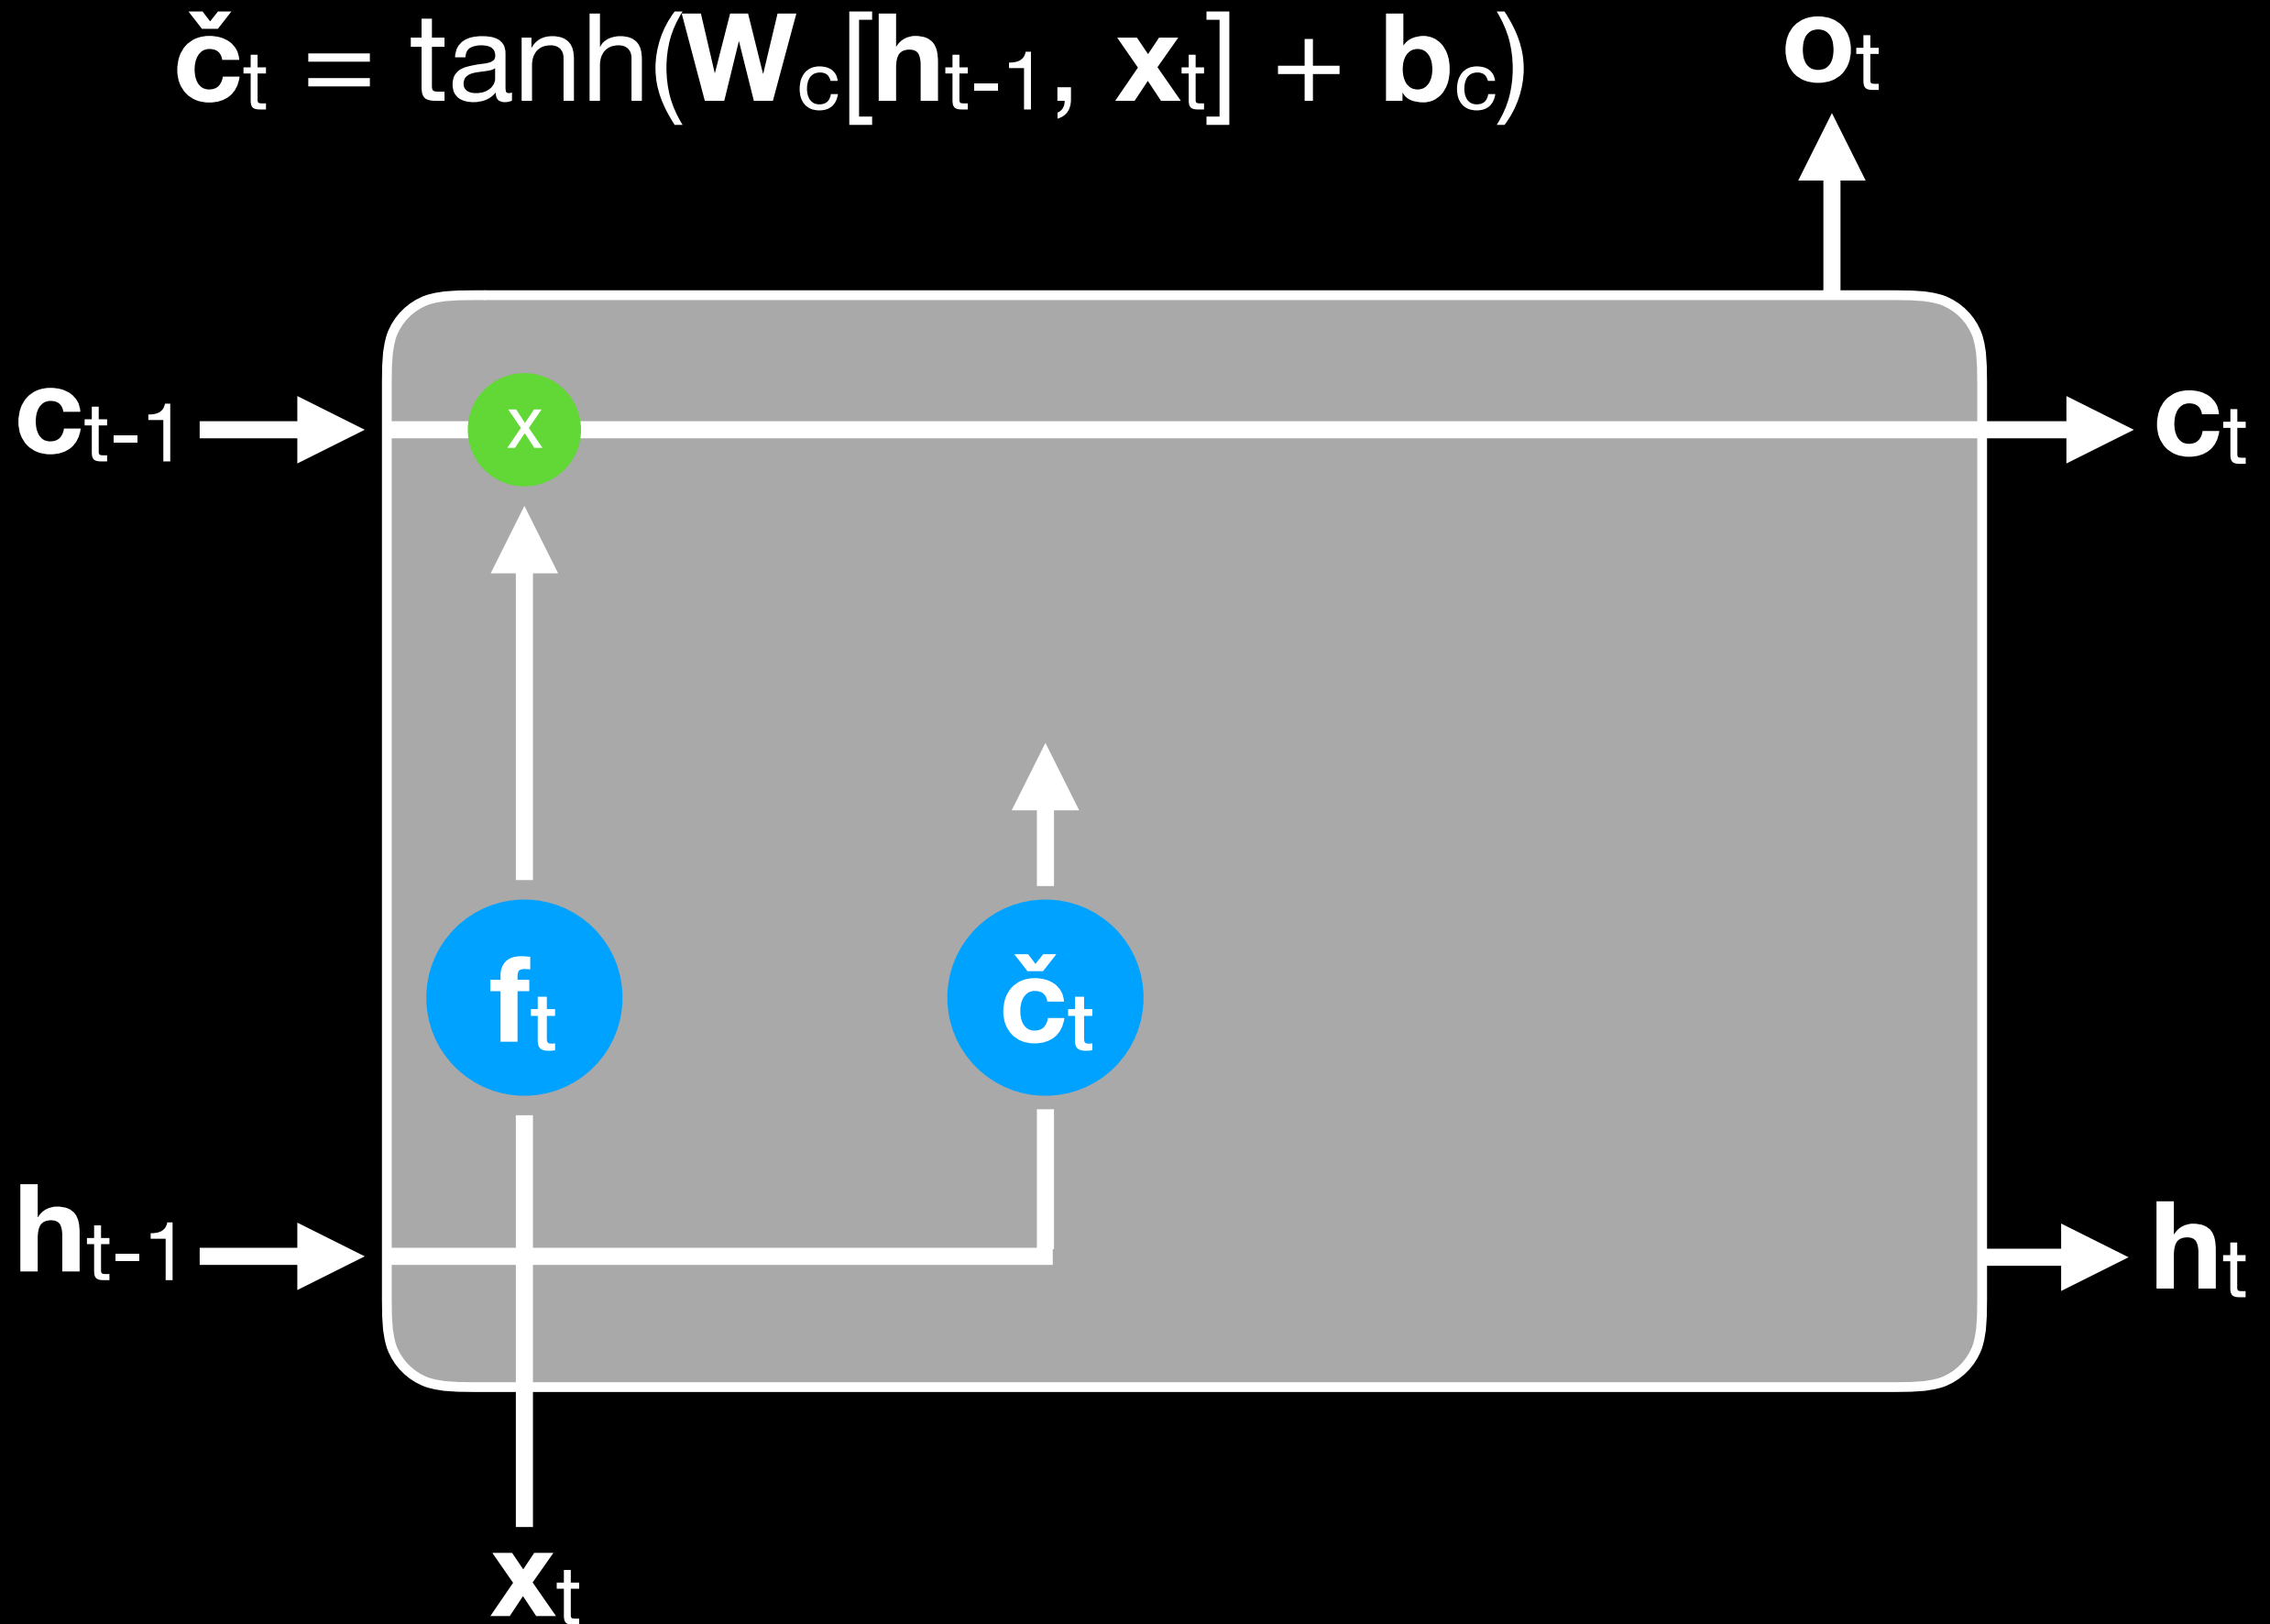 čt = tanh(Wc[ht-1, xt] + bc)
ot
ct-1
x
ct
ft
čt
ht-1
ht
xt